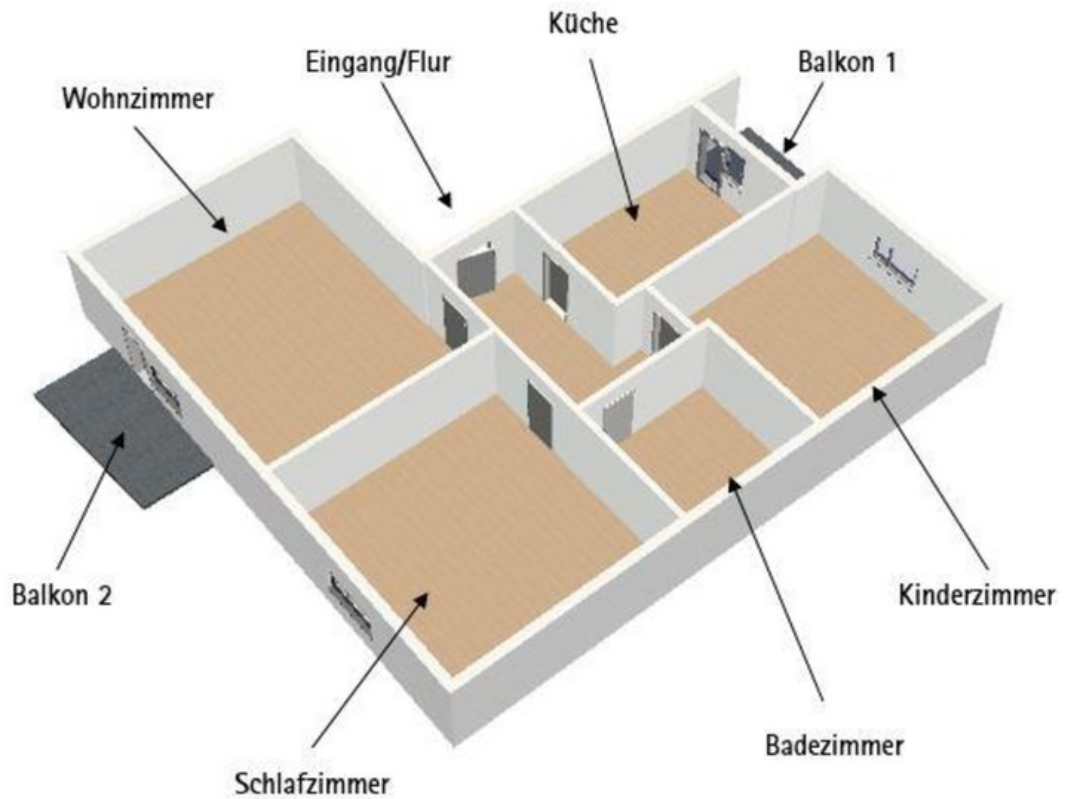 Küche
Eingang/Flur
Balkon 1
Wohnzimmer
Balkon 2
Kinderzimmer
Badezimmer
Schlafzimmer